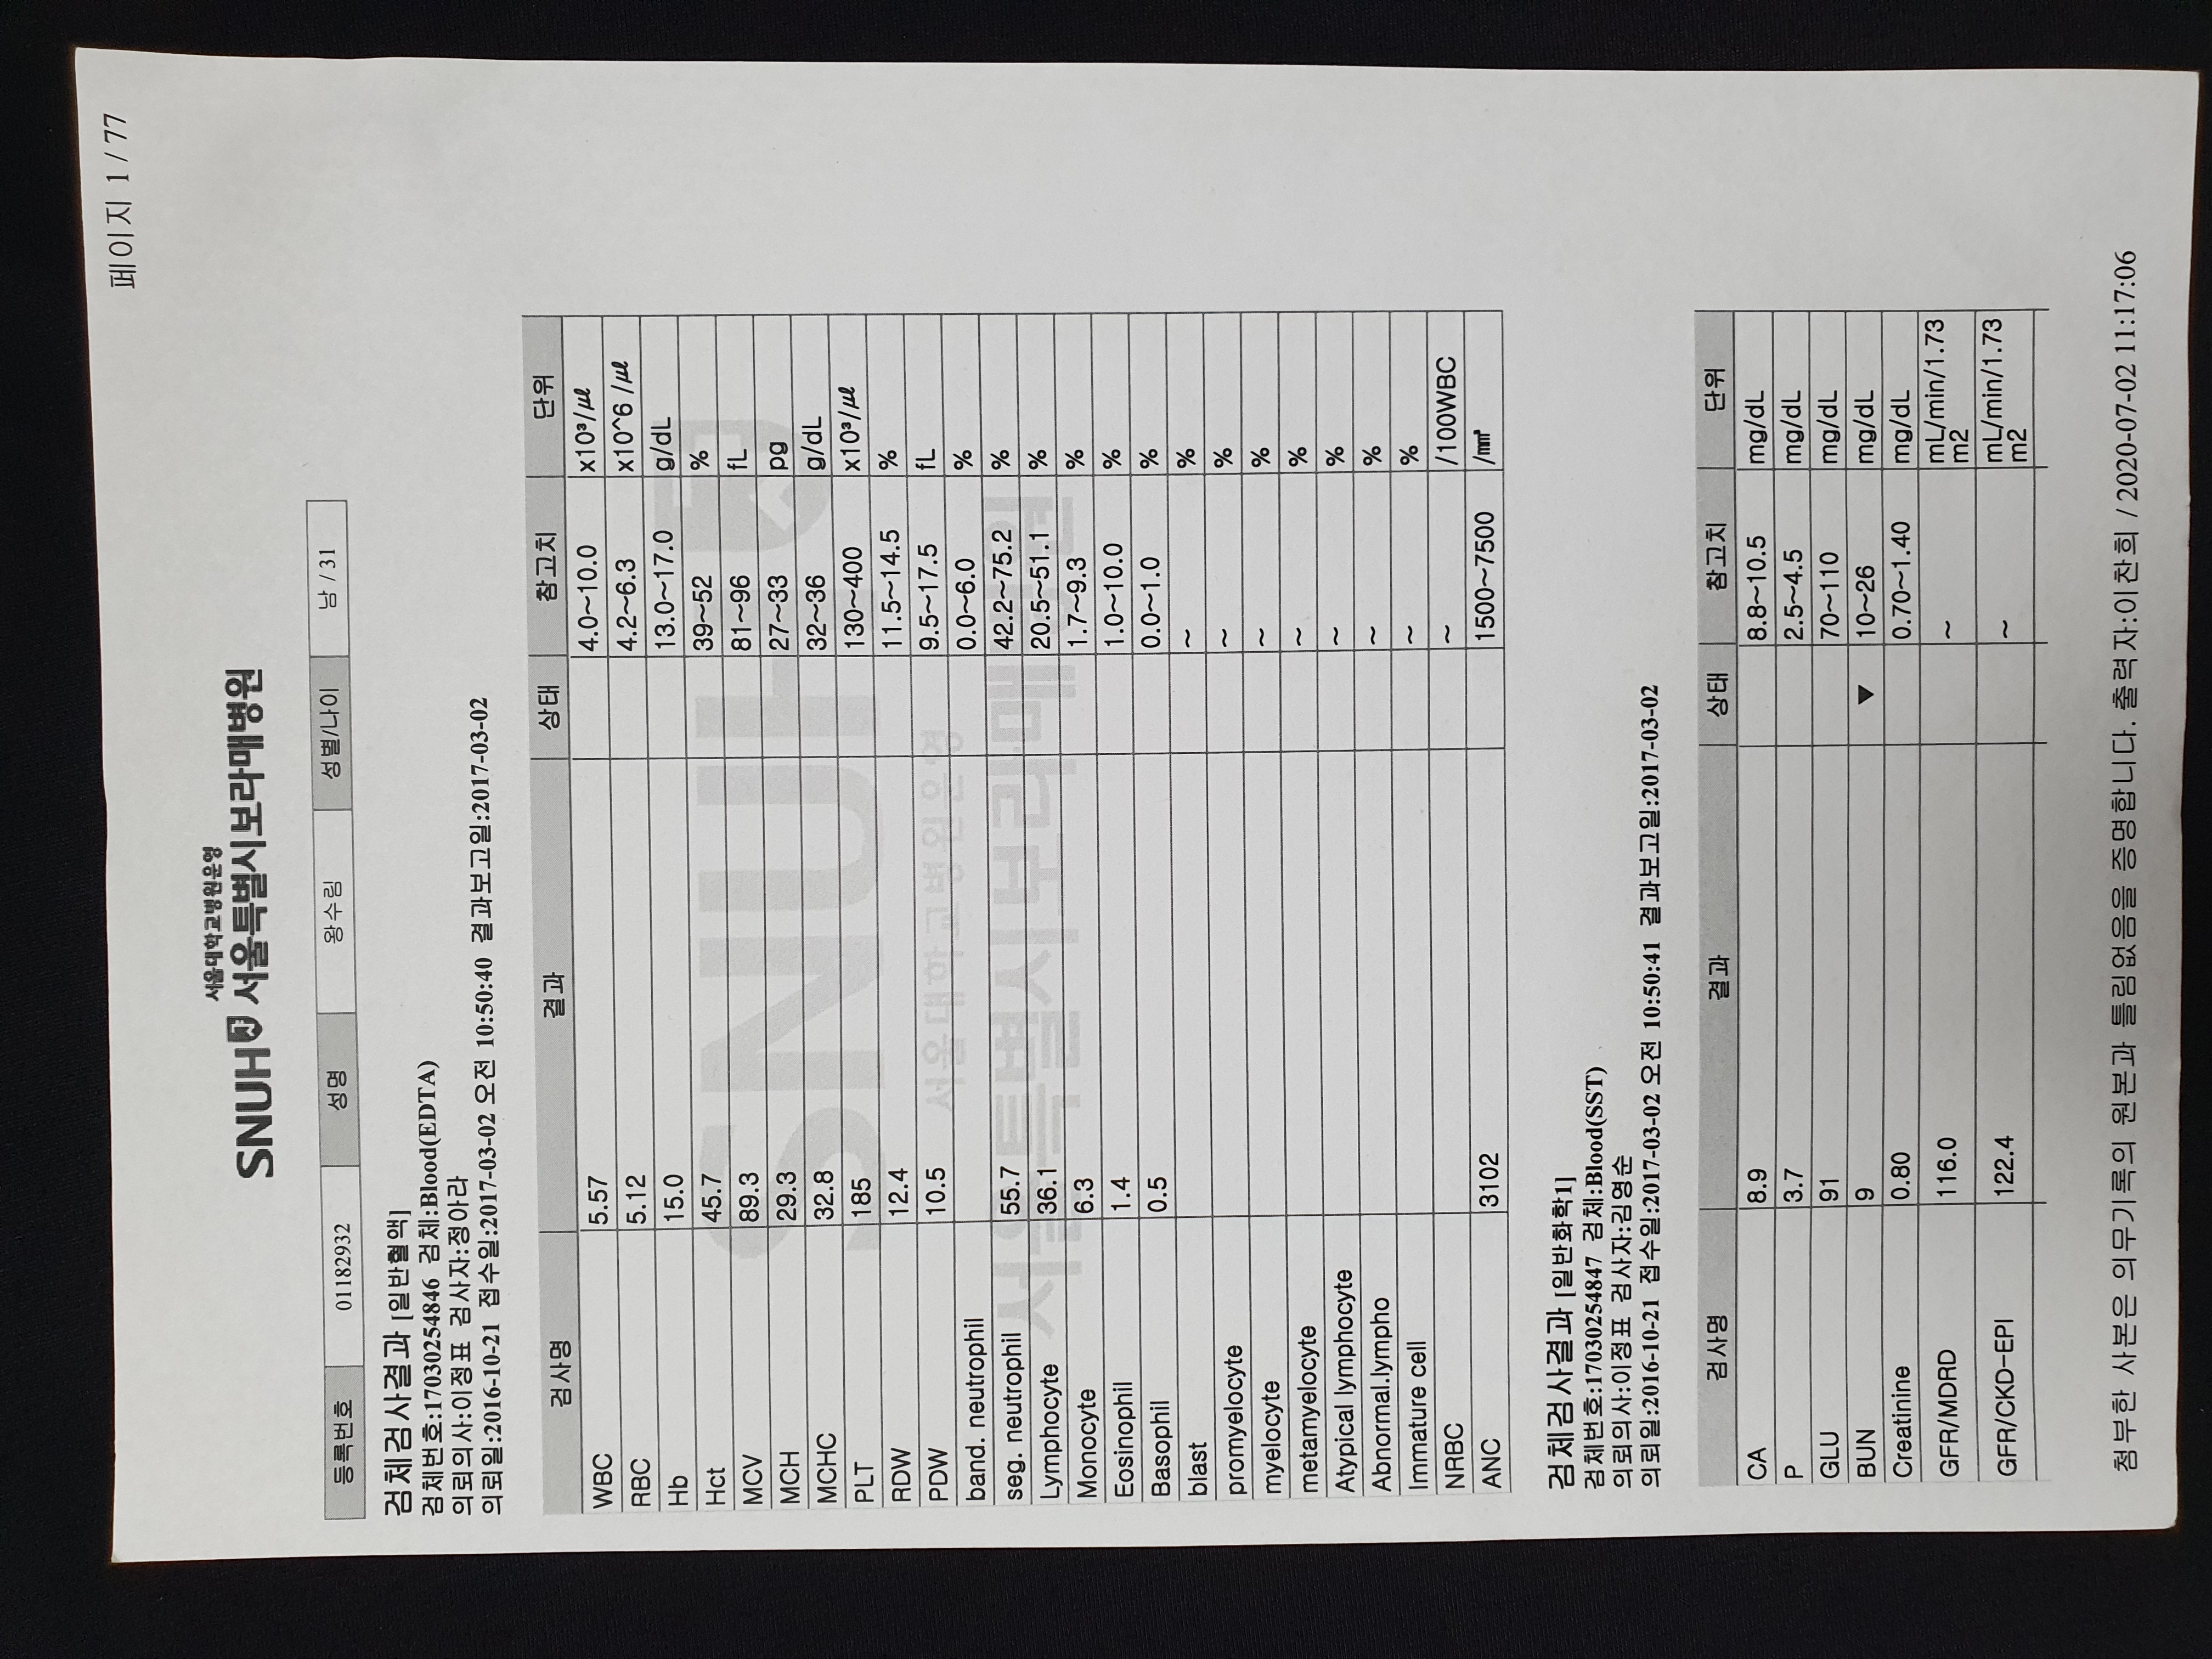 페이지 1 / 77
서울대학교병원운영
SNUH 서울특별시보라매병원
등록번호 01182932 성명 왕수림 성별/나이 남 / 31
검체검사결과 [일반혈액]
검체번호:17030254846 검체:Blood(EDTA)
의뢰의사:이정표 검사자:정아라
의뢰일:2016-10-21 접수일:2017-03-02 오전 10:50:40 결과보고일:2017-03-02
검사명 결과 상태 참고치 단위
WBC 5.57 4.0~10.0 x10³/㎕
RBC 5.12 4.2~6.3 x10^6 /㎕
Hb 15.0 13.0~17.0 g/dL
Hct 45.7 39~52 %
MCV 89.3 81~96 fL
MCH 29.3 27~33 pg
MCHC 32.8 32~36 g/dL
PLT 185 130~400 x10³/㎕
RDW 12.4 11.5~14.5 %
PDW 10.5 9.5~17.5 fL
band. neutrophil 0.0~6.0 %
seg. neutrophil 55.7 42.2~75.2 %
Lymphocyte 36.1 20.5~51.1 %
Monocyte 6.3 1.7~9.3 %
Eosinophil 1.4 1.0~10.0 %
Basophil 0.5 0.0~1.0 %
blast ~ %
promyelocyte ~ %
myelocyte ~ %
metamyelocyte ~ %
Atypical lymphocyte ~ %
Abnormal.lympho ~ %
Immature cell ~ %
NRBC ~ /100WBC
ANC 3102 1500~7500 /㎣
SNUH
서울대학교병원운영
서울특별시보라매병원
검체검사결과 [일반화학1]
검체번호:17030254847 검체:Blood(SST)
의뢰의사:이정표 검사자:김영순
의뢰일:2016-10-21 접수일:2017-03-02 오전 10:50:41 결과보고일:2017-03-02
검사명 결과 상태 참고치 단위
CA 8.9 8.8~10.5 mg/dL
P 3.7 2.5~4.5 mg/dL
GLU 91 70~110 mg/dL
BUN 9 ▼ 10~26 mg/dL
Creatinine 0.80 0.70~1.40 mg/dL
GFR/MDRD 116.0 ~ mL/min/1.73
m2
GFR/CKD-EPI 122.4 ~ mL/min/1.73
m2
첨부한 사본은 의무기록의 원본과 틀림없음을 증명합니다. 출력자:이찬희 / 2020-07-02 11:17:06